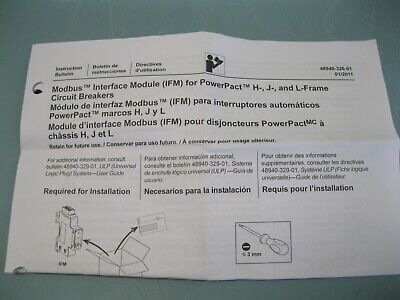 Instruction
Bulletin
Boletín de
instrucciones
Directives
d'utilisation
48940-326-01
01/2011
Modbus™ Interface Module (IFM) for PowerPact™ H-, J-, and L-Frame
Circuit Breakers
Módulo de interfaz Modbus™ (IFM) para interruptores automáticos
PowerPact™ marcos H, J y L
Module d'interface Modbus (IFM) pour disjoncteurs PowerPactMC à
châssis H, J et L
Retain for future use. / Conservar para uso futuro. / À conserver pour usage ultérieur.
For additional information, consult
bulletin 48940-329-01, ULP (Universal
Logic Plug) System—User Guide
Para obtener información adicional,
consulte el boletín 48940-329-01, Sistema
de enchufe lógico universal (ULP) —Guía de
usuario.
Pour obtenir des informations
supplémentaires, consulter les directives
48940-329-01, Système ULP (Fiche logique
universelle)—Guide de l'utilisateur.
Required for Installation
Necesarios para la instalación
Requis pour l'installation
IFM
≤ 3 mm